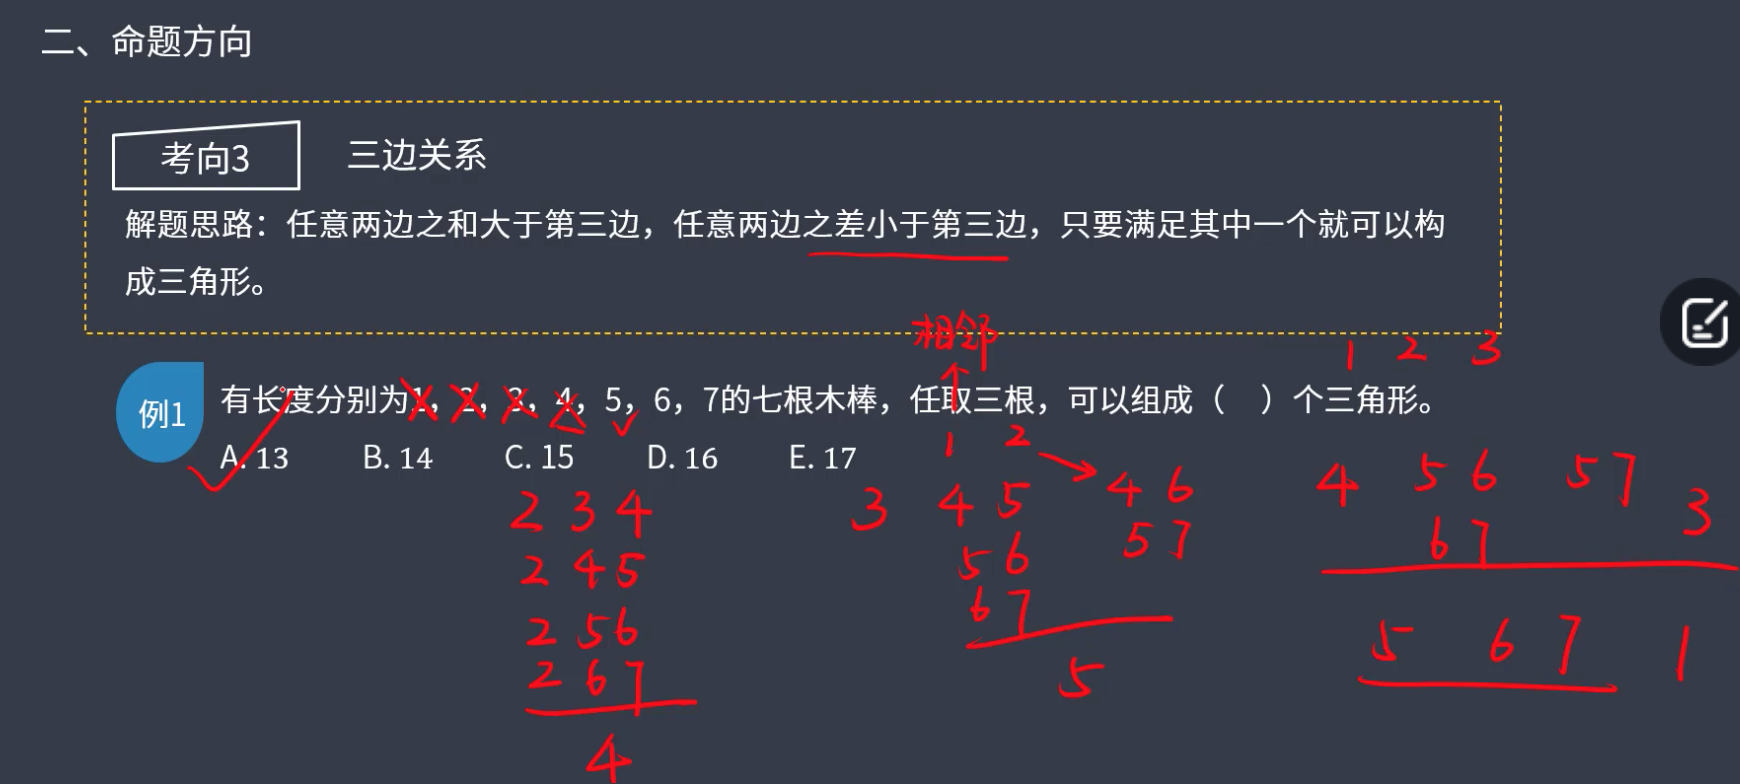 二、命题方向
考向3
三边关系
解题思路：任意两边之和大于第三边，任意两边之差小于第三边，只要满足其中一个就可以构
成三角形。
相邻
1 2 3
例1
有长度分别为1，2，3，4，5，6，7的七根木棒，任取三根，可以组成（ ）个三角形。
A. 13 B. 14 C. 15 D. 16 E. 17
1 2
2 3 4
2 4 5
2 5 6
2 6 7
4
3 4 5 4 6
5 6 5 7
6 7
5
4 5 6 5 7
6 7 3
5 6 7 1